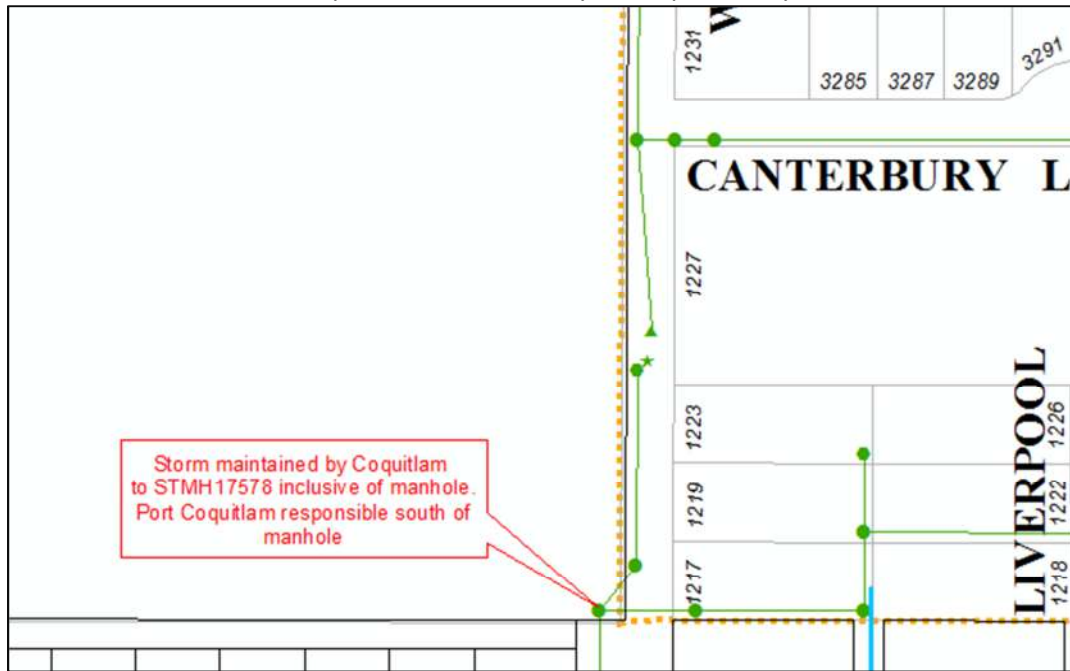 W
1231
3285
3287
3289
3291
CANTERBURY L
1227
1223
1226
LIVERPOOL
1219
1222
1217
1218
Storm maintained by Coquitlam
to STMH17578 inclusive of manhole.
Port Coquitlam responsible south of
manhole